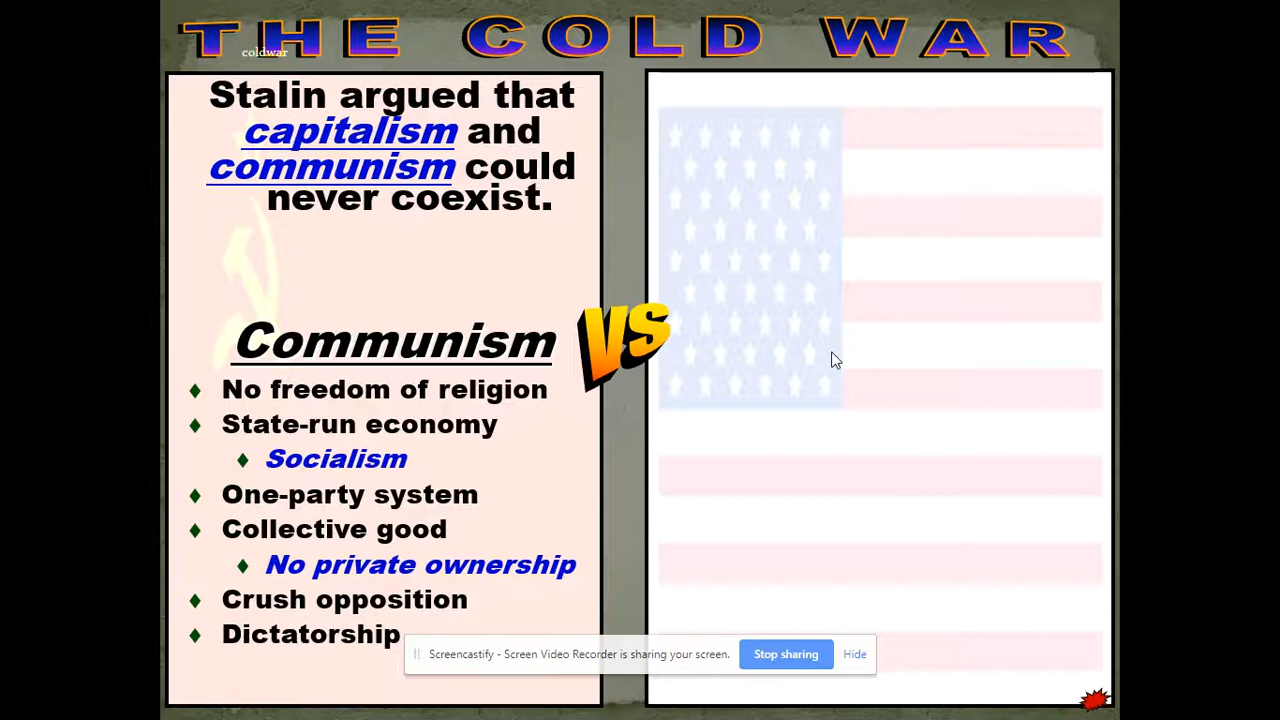 THE COLD WAR
coldwar
Stalin argued that
capitalism and
communism could
never coexist.
VS
Communism
No freedom of religion
State-run economy
Socialism
One-party system
Collective good
No private ownership
Crush opposition
Dictatorship
Screencastify - Screen Video Recorder is sharing your screen. Stop sharing Hide